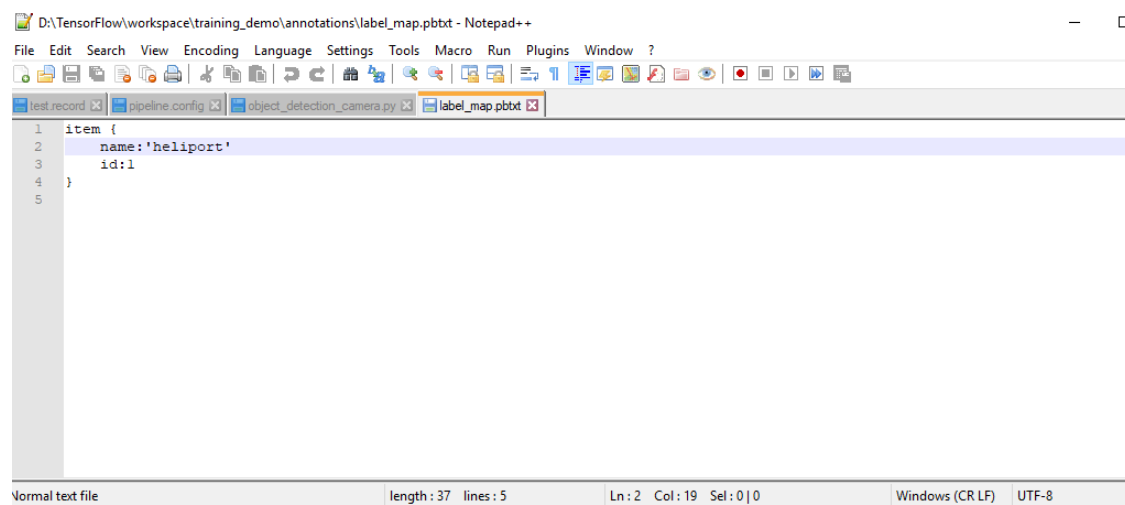 D:\TensorFlow\workspace\training_demo\annotations\label_map.pbtxt - Notepad++
File Edit Search View Encoding Language Settings Tools Macro Run Plugins Window ?
test.record pipeline.config object_detection_camera.py label_map.pbtxt
1 item {
2 name:'heliport'
3 id:1
4 }
5
Normal text file length : 37 lines : 5 Ln : 2 Col : 19 Sel : 0 | 0 Windows (CR LF) UTF-8